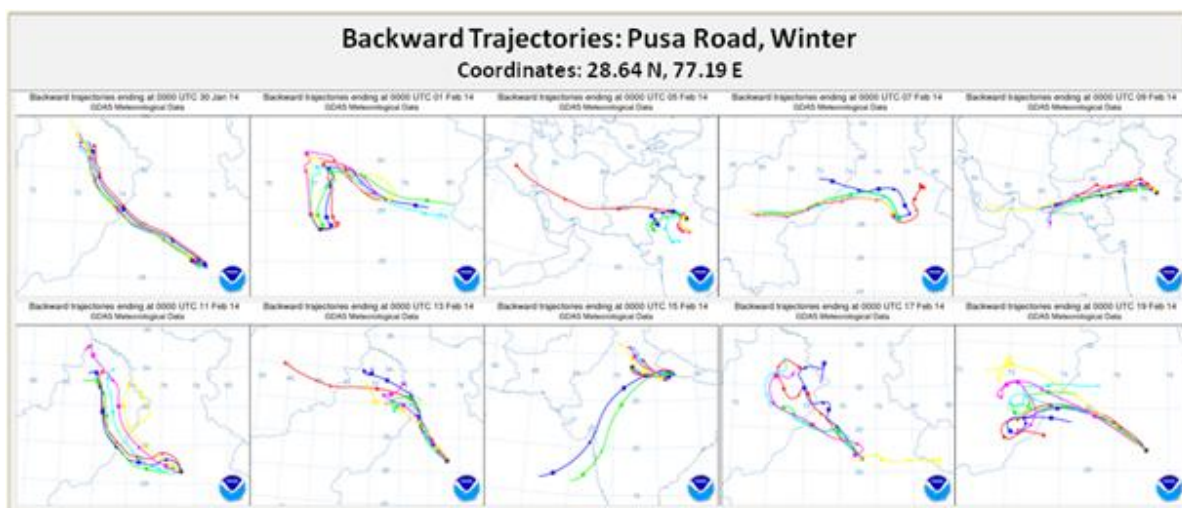 Backward Trajectories: Pusa Road, Winter
Coordinates: 28.64 N, 77.19 E
Backward trajectories ending at 0000 UTC 30 Jan 14
GDAS Meteorological Data
Backward trajectories ending at 0000 UTC 01 Feb 14
GDAS Meteorological Data
Backward trajectories ending at 0000 UTC 05 Feb 14
GDAS Meteorological Data
Backward trajectories ending at 0000 UTC 07 Feb 14
GDAS Meteorological Data
Backward trajectories ending at 0000 UTC 09 Feb 14
GDAS Meteorological Data
Backward trajectories ending at 0000 UTC 11 Feb 14
GDAS Meteorological Data
Backward trajectories ending at 0000 UTC 13 Feb 14
GDAS Meteorological Data
Backward trajectories ending at 0000 UTC 15 Feb 14
GDAS Meteorological Data
Backward trajectories ending at 0000 UTC 17 Feb 14
GDAS Meteorological Data
Backward trajectories ending at 0000 UTC 19 Feb 14
GDAS Meteorological Data